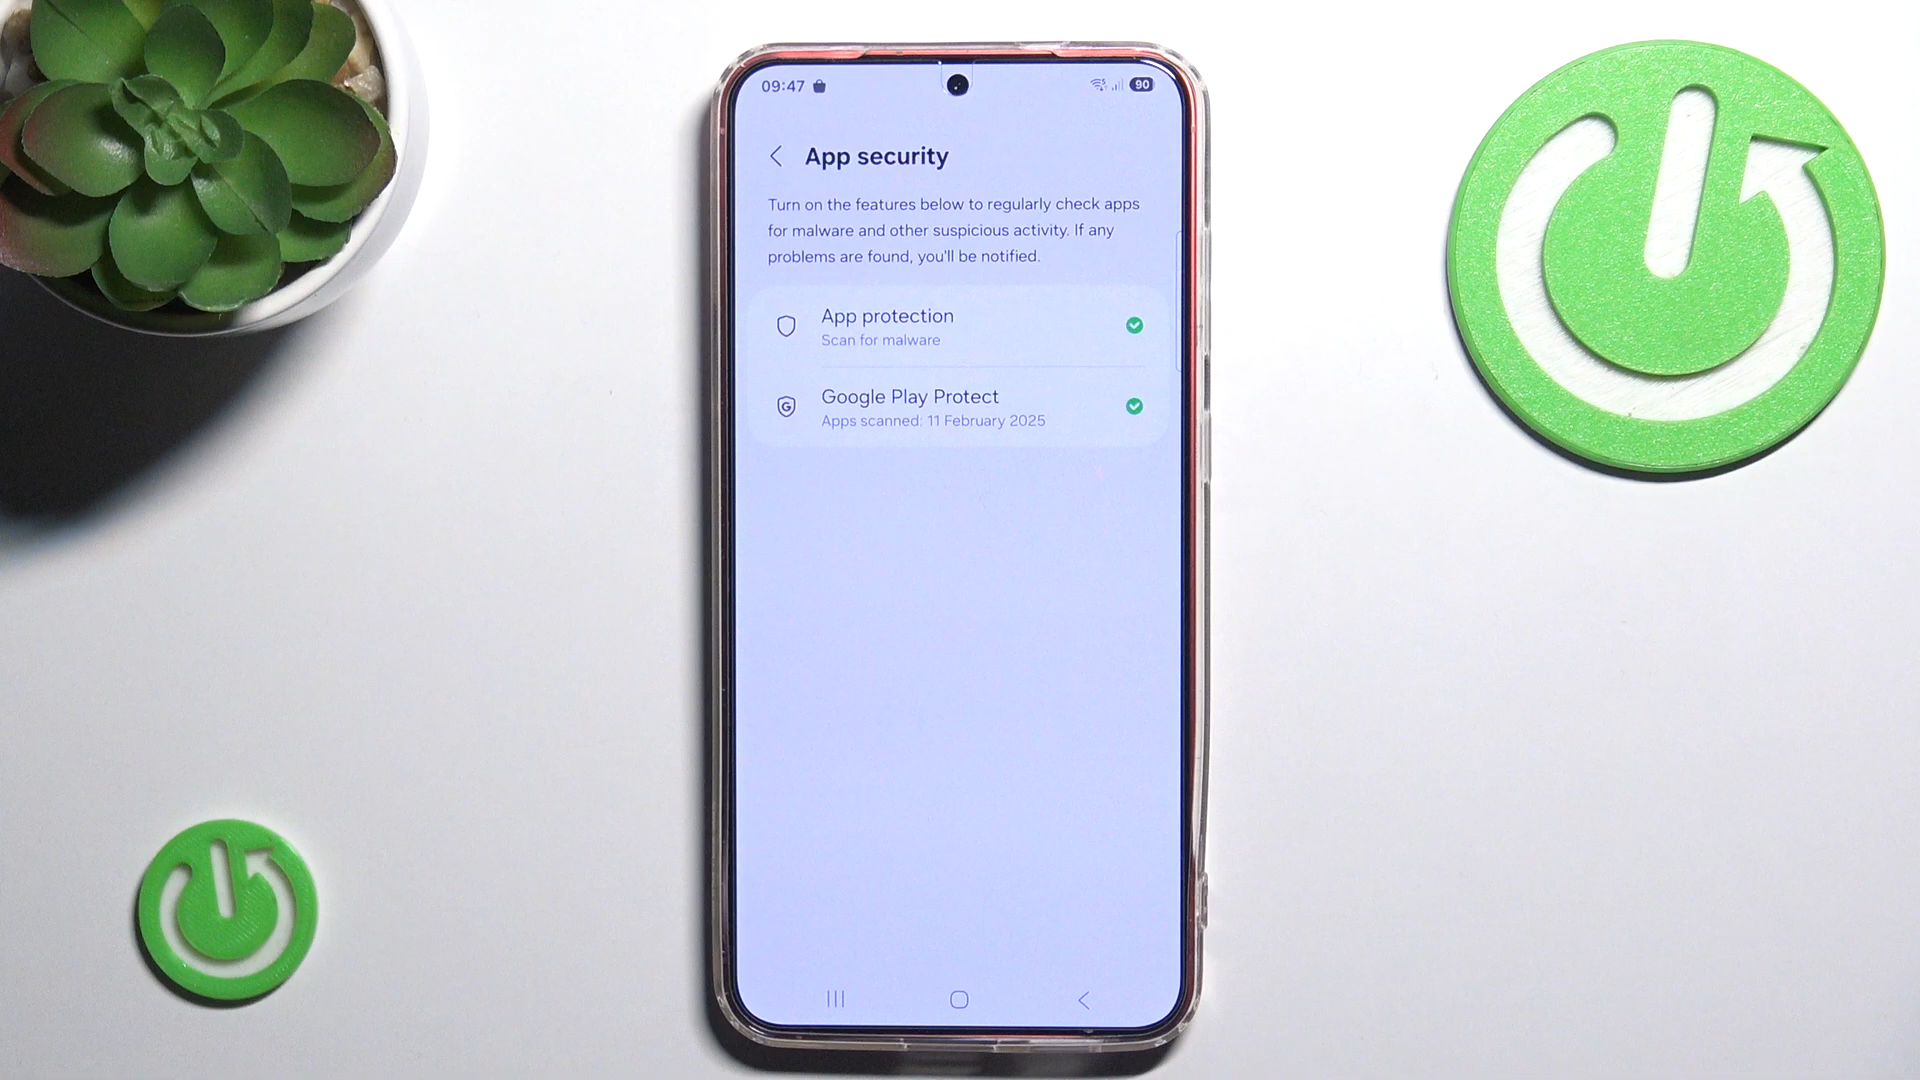 09:47
90
App security
Turn on the features below to regularly check apps
for malware and other suspicious activity. If any
problems are found, you'll be notified.
App protection
Scan for malware
Google Play Protect
Apps scanned: 11 February 2025